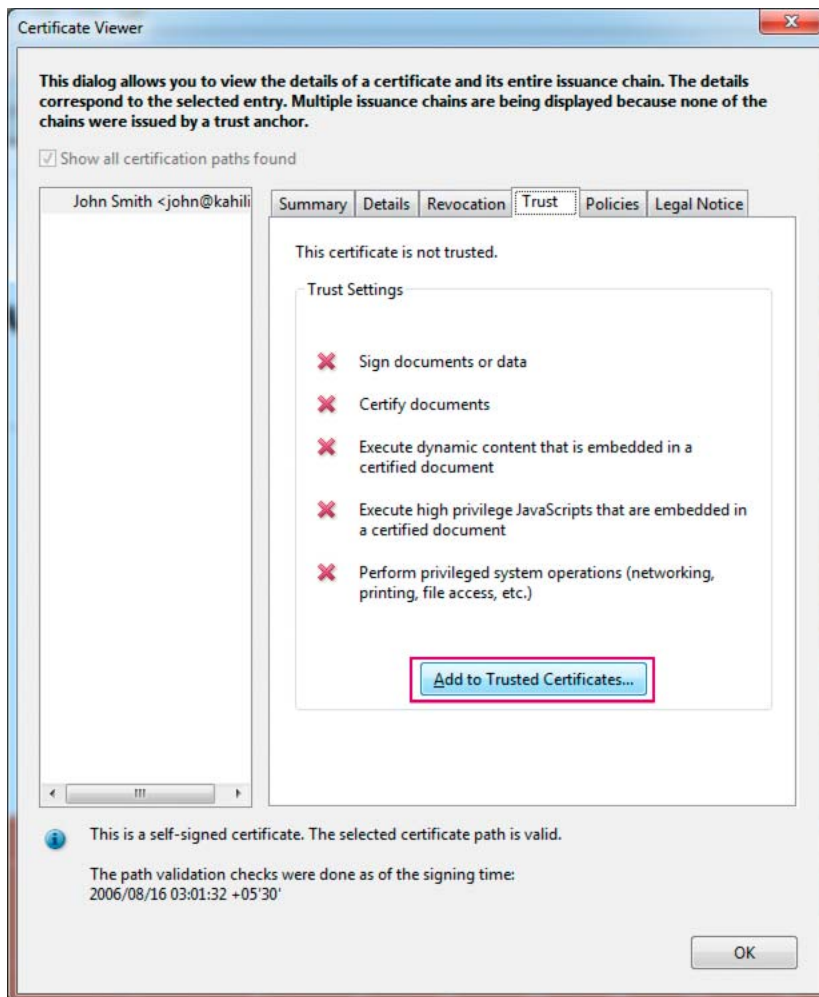 Certificate Viewer
This dialog allows you to view the details of a certificate and its entire issuance chain. The details
correspond to the selected entry. Multiple issuance chains are being displayed because none of the
chains were issued by a trust anchor.
Show all certification paths found
John Smith <john@kahili
Summary Details Revocation Trust Policies Legal Notice
This certificate is not trusted.
Trust Settings
Sign documents or data
Certify documents
Execute dynamic content that is embedded in a
certified document
Execute high privilege JavaScripts that are embedded in
a certified document
Perform privileged system operations (networking,
printing, file access, etc.)
Add to Trusted Certificates...
This is a self-signed certificate. The selected certificate path is valid.
The path validation checks were done as of the signing time:
2006/08/16 03:01:32 +05'30'
OK